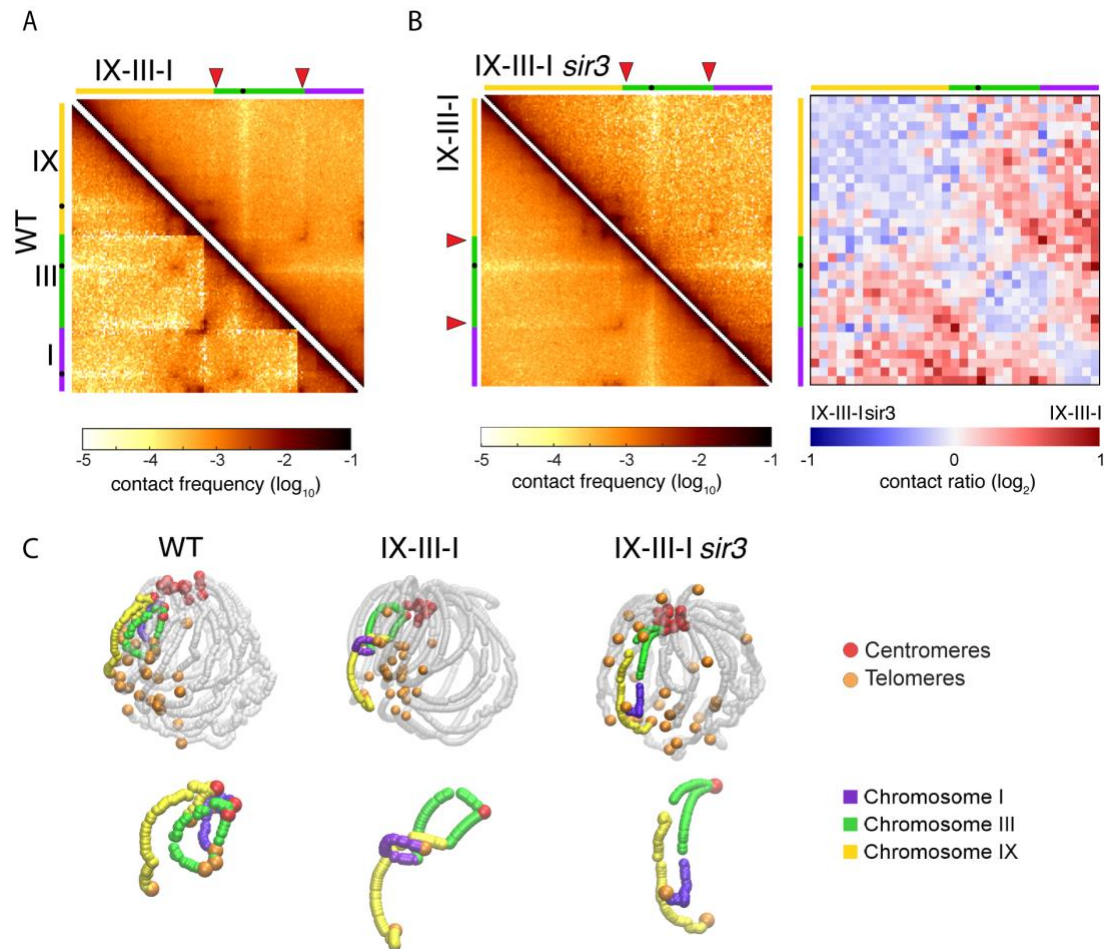 A
B
IX-III-I
IX-III-I sir3
WT
IX
III
I
IX-III-I
-5 -4 -3 -2 -1
contact frequency (log10)
-5 -4 -3 -2 -1
contact frequency (log10)
IX-III-Isir3 IX-III-I
-1 0 1
contact ratio (log2)
C
WT IX-III-I IX-III-I sir3
Centromeres
Telomeres
Chromosome I
Chromosome III
Chromosome IX